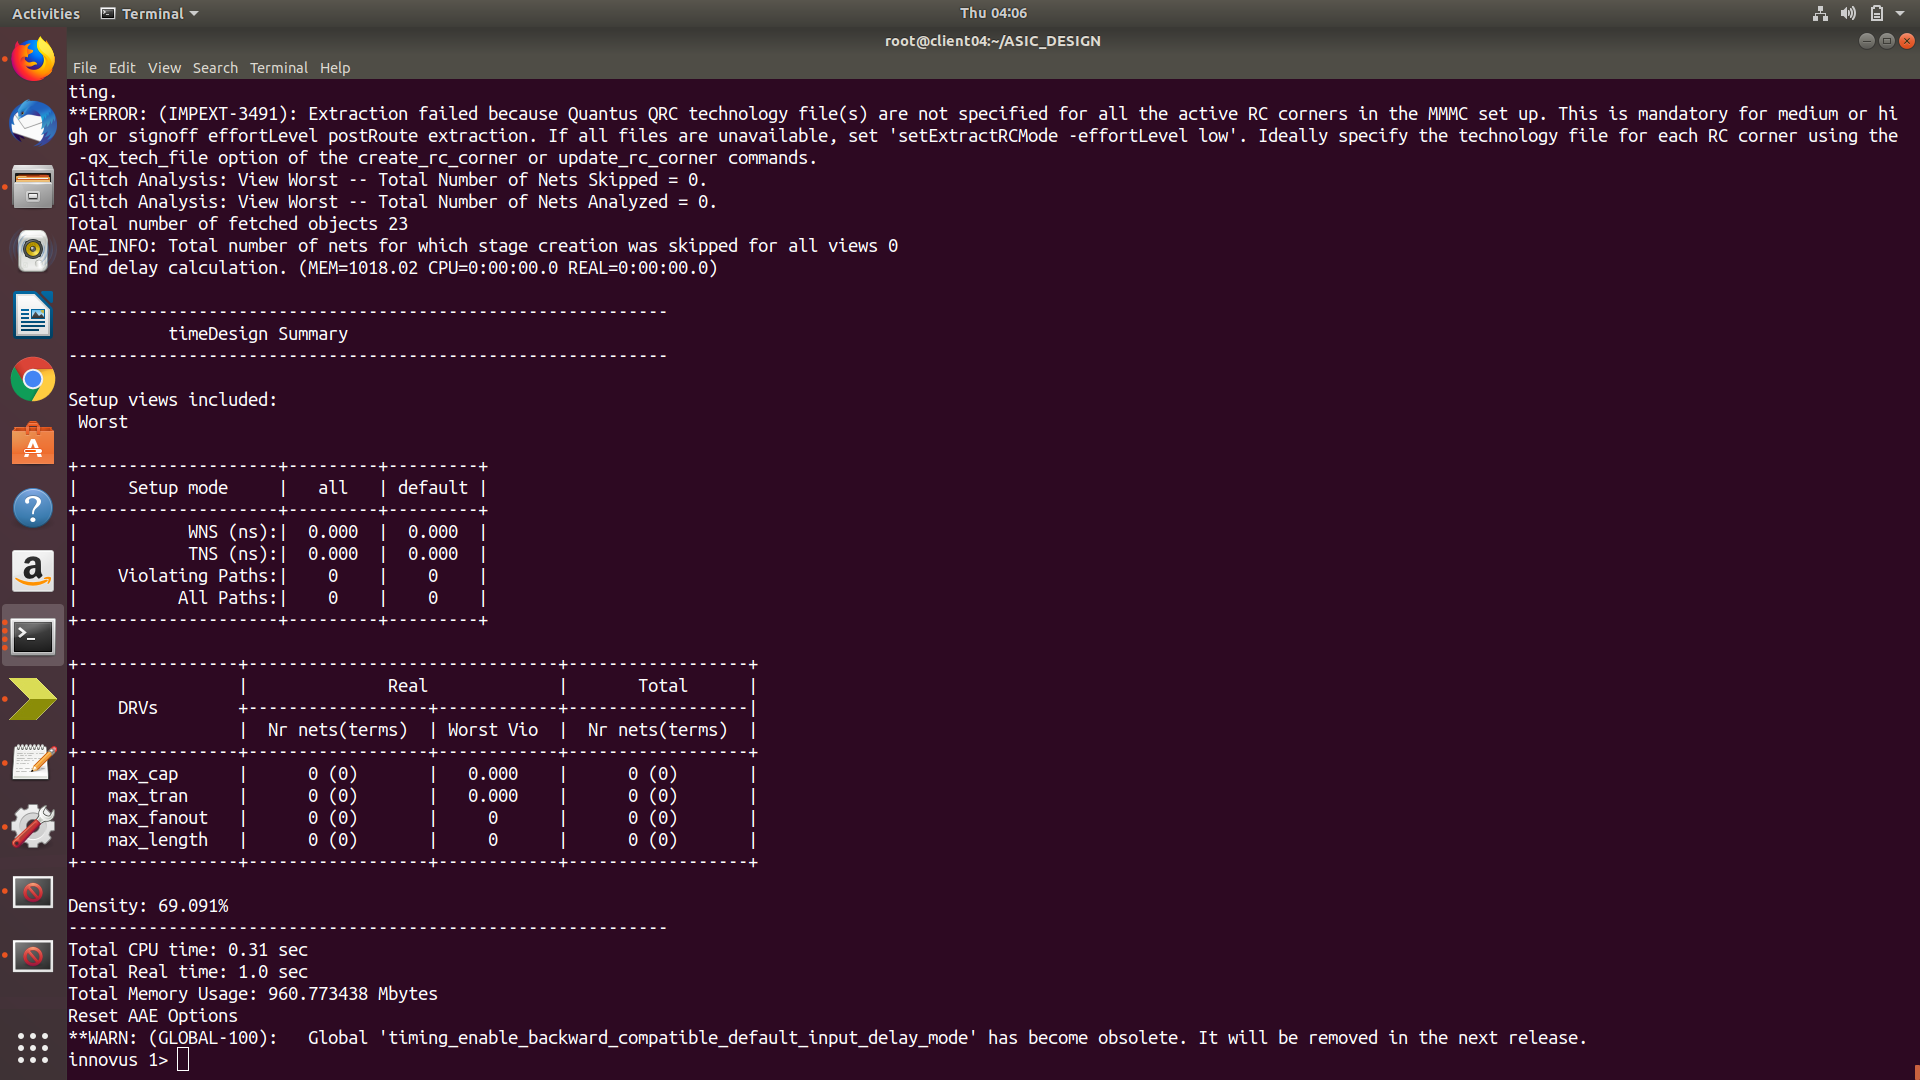 Activities Terminal Thu 04:06
root@client04:~/ASIC_DESIGN
File Edit View Search Terminal Help
ting.
**ERROR: (IMPEXT-3491): Extraction failed because Quantus QRC technology file(s) are not specified for all the active RC corners in the MMMC set up. This is mandatory for medium or hi
gh or signoff effortLevel postRoute extraction. If all files are unavailable, set 'setExtractRCMode -effortLevel low'. Ideally specify the technology file for each RC corner using the
 -qx_tech_file option of the create_rc_corner or update_rc_corner commands.
Glitch Analysis: View Worst -- Total Number of Nets Skipped = 0.
Glitch Analysis: View Worst -- Total Number of Nets Analyzed = 0.
Total number of fetched objects 23
AAE_INFO: Total number of nets for which stage creation was skipped for all views 0
End delay calculation. (MEM=1018.02 CPU=0:00:00.0 REAL=0:00:00.0)
------------------------------------------------------------
          timeDesign Summary
------------------------------------------------------------
Setup views included:
 Worst
+--------------------+---------+---------+
|     Setup mode     |   all   | default |
+--------------------+---------+---------+
|           WNS (ns):|  0.000  |  0.000  |
|           TNS (ns):|  0.000  |  0.000  |
|    Violating Paths:|    0    |    0    |
|          All Paths:|    0    |    0    |
+--------------------+---------+---------+
+----------------+-------------------------------+------------------+
|                |              Real             |       Total      |
|    DRVs        +------------------+------------+------------------|
|                |  Nr nets(terms)  | Worst Vio  |  Nr nets(terms)  |
+----------------+------------------+------------+------------------+
|   max_cap      |      0 (0)       |   0.000    |      0 (0)       |
|   max_tran     |      0 (0)       |   0.000    |      0 (0)       |
|   max_fanout   |      0 (0)       |     0      |      0 (0)       |
|   max_length   |      0 (0)       |     0      |      0 (0)       |
+----------------+------------------+------------+------------------+
Density: 69.091%
------------------------------------------------------------
Total CPU time: 0.31 sec
Total Real time: 1.0 sec
Total Memory Usage: 960.773438 Mbytes
Reset AAE Options
**WARN: (GLOBAL-100):   Global 'timing_enable_backward_compatible_default_input_delay_mode' has become obsolete. It will be removed in the next release.
innovus 1>